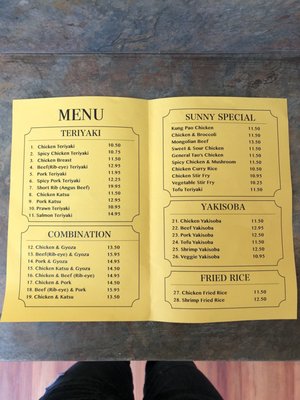 MENU
TERIYAKI
1. Chicken Teriyaki 10.50
2. Spicy Chicken Teriyaki 10.75
3. Chicken Breast 11.50
4. Beef(Rib-eye) Teriyaki 12.95
5. Pork Teriyaki 11.95
6. Spicy Pork Teriyaki 12.25
7. Short Rib (Angus Beef) 19.95
8. Chicken Katsu 11.50
9. Pork Katsu 12.95
10. Prawn Teriyaki 10.95
11. Salmon Teriyaki 14.95
COMBINATION
12. Chicken & Gyoza 13.50
13. Beef(Rib-eye) & Gyoza 15.95
14. Pork & Gyoza 14.95
15. Chicken Katsu & Gyoza 13.50
16. Chicken & Beef (Rib-eye) 14.95
17. Chicken & Pork 14.50
18. Beef (Rib-eye) & Pork 15.95
19. Chicken & Katsu 13.50
SUNNY SPECIAL
Kung Pao Chicken 11.50
Chicken & Broccoli 11.50
Mongolian Beef 13.50
Sweet & Sour Chicken 11.50
General Tao's Chicken 11.50
Spicy Chicken & Mushroom 11.50
Chicken Curry Rice 10.50
Chicken Stir Fry 11.50
Vegetable Stir Fry 10.25
Tofu Teriyaki 11.50
YAKISOBA
21. Chicken Yakisoba 11.50
22. Beef Yakisoba 12.95
23. Pork Yakisoba 12.50
24. Tofu Yakisoba 11.50
25. Shrimp Yakisoba 12.95
26. Veggie Yakisoba 10.95
FRIED RICE
27. Chicken Fried Rice 11.50
28. Shrimp Fried Rice 12.95